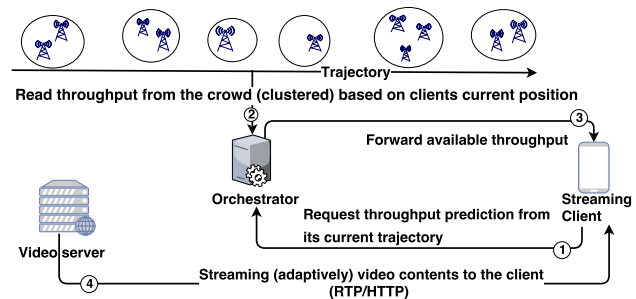 Trajectory
Read throughput from the crowd (clustered) based on clients current position
2
3
Forward available throughput
Orchestrator
Streaming
Client
Request throughput prediction from
its current trajectory
1
Video server
4
Streaming (adaptively) video contents to the client
(RTP/HTTP)